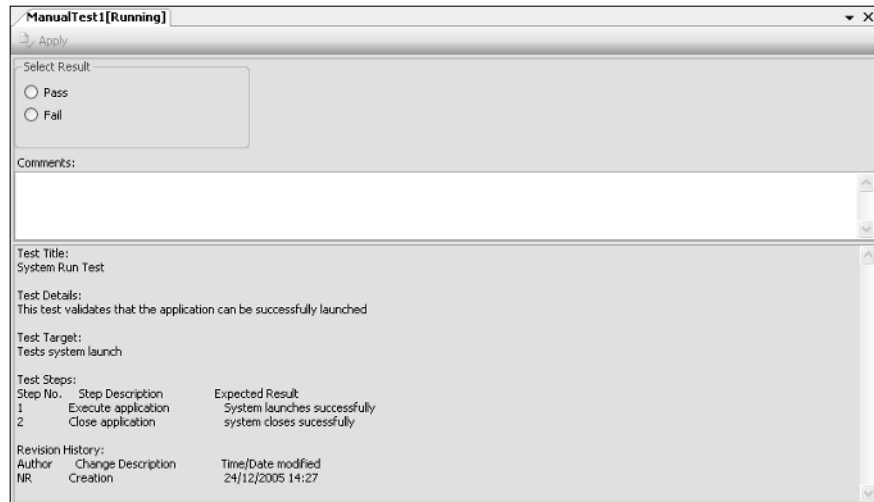 ManualTest1[Running]
Apply
Select Result
Pass
Fail
Comments:
Test Title:
System Run Test
Test Details:
This test validates that the application can be successfully launched
Test Target:
Tests system launch
Test Steps:
Step No. Step Description Expected Result
1 Execute application System launches successfully
2 Close application system closes sucessfully
Revision History:
Author Change Description Time/Date modified
NR Creation 24/12/2005 14:27